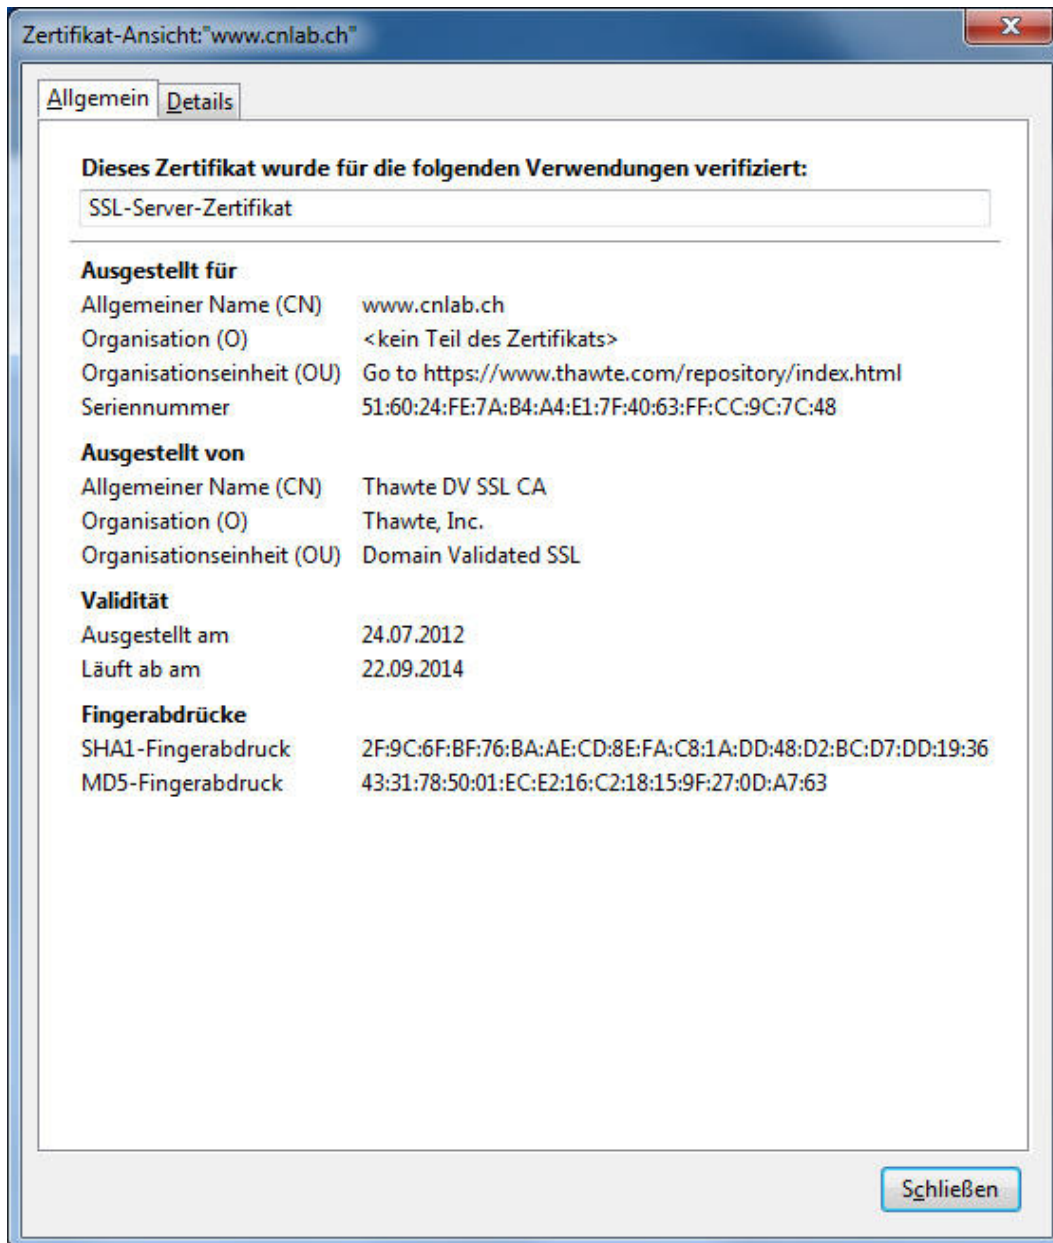 Zertifikat-Ansicht:"www.cnlab.ch"
x
Allgemein Details
Dieses Zertifikat wurde für die folgenden Verwendungen verifiziert:
SSL-Server-Zertifikat
Ausgestellt für
Allgemeiner Name (CN) www.cnlab.ch
Organisation (O) <kein Teil des Zertifikats>
Organisationseinheit (OU) Go to https://www.thawte.com/repository/index.html
Seriennummer 51:60:24:FE:7A:B4:A4:E1:7F:40:63:FF:CC:9C:7C:48
Ausgestellt von
Allgemeiner Name (CN) Thawte DV SSL CA
Organisation (O) Thawte, Inc.
Organisationseinheit (OU) Domain Validated SSL
Validität
Ausgestellt am 24.07.2012
Läuft ab am 22.09.2014
Fingerabdrücke
SHA1-Fingerabdruck 2F:9C:6F:BF:76:BA:AE:CD:8E:FA:C8:1A:DD:48:D2:BC:D7:DD:19:36
MD5-Fingerabdruck 43:31:78:50:01:EC:E2:16:C2:18:15:9F:27:0D:A7:63
Schließen